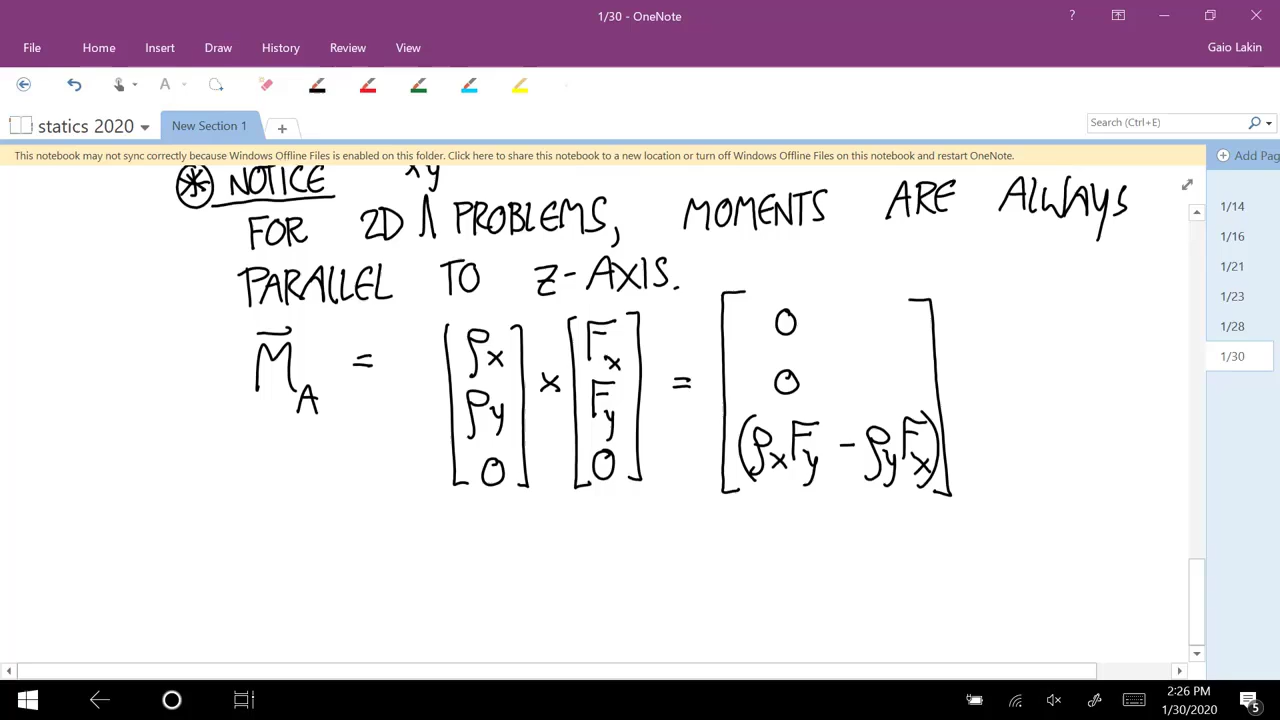 1/30 - OneNote
File Home Insert Draw History Review View Gaio Lakin
statics 2020 New Section 1 Search (Ctrl+E)
This notebook may not sync correctly because Windows Offline Files is enabled on this folder. Click here to share this notebook to a new location or turn off Windows Offline Files on this notebook and restart OneNote.
Add Pag
1/14
1/16
1/21
1/23
1/28
1/30
⊛ NOTICE xy
FOR 2D ∧ PROBLEMS, MOMENTS ARE ALWAYS
PARALLEL TO Z-AXIS.
M⃗_A = [ρx ρy 0] × [Fx Fy 0] = [0 0 (ρxFy - ρyFx)]
2:26 PM
1/30/2020
5